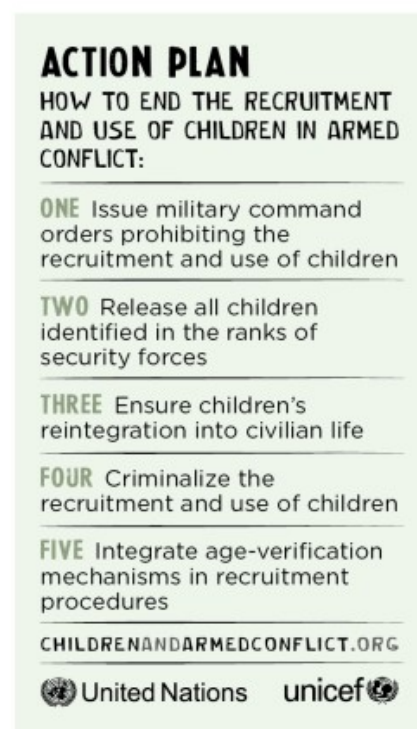 ACTION PLAN
HOW TO END THE RECRUITMENT
AND USE OF CHILDREN IN ARMED
CONFLICT:
ONE Issue military command
orders prohibiting the
recruitment and use of children
TWO Release all children
identified in the ranks of
security forces
THREE Ensure children's
reintegration into civilian life
FOUR Criminalize the
recruitment and use of children
FIVE Integrate age-verification
mechanisms in recruitment
procedures
CHILDRENANDARMEDCONFLICT.ORG
United Nations unicef